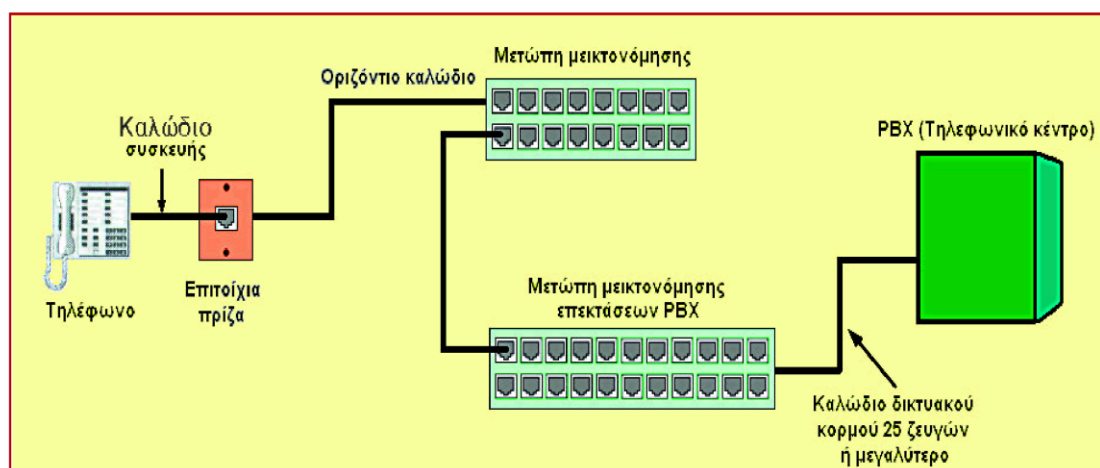 Μετώπη μεικτονόμησης
Οριζόντιο καλώδιο
Καλώδιο
συσκευής
PBX (Τηλεφωνικό κέντρο)
Τηλέφωνο
Επιτοίχια
πρίζα
Μετώπη μεικτονόμησης
επεκτάσεων PBX
Καλώδιο δικτυακού
κορμού 25 ζευγών
ή μεγαλύτερο